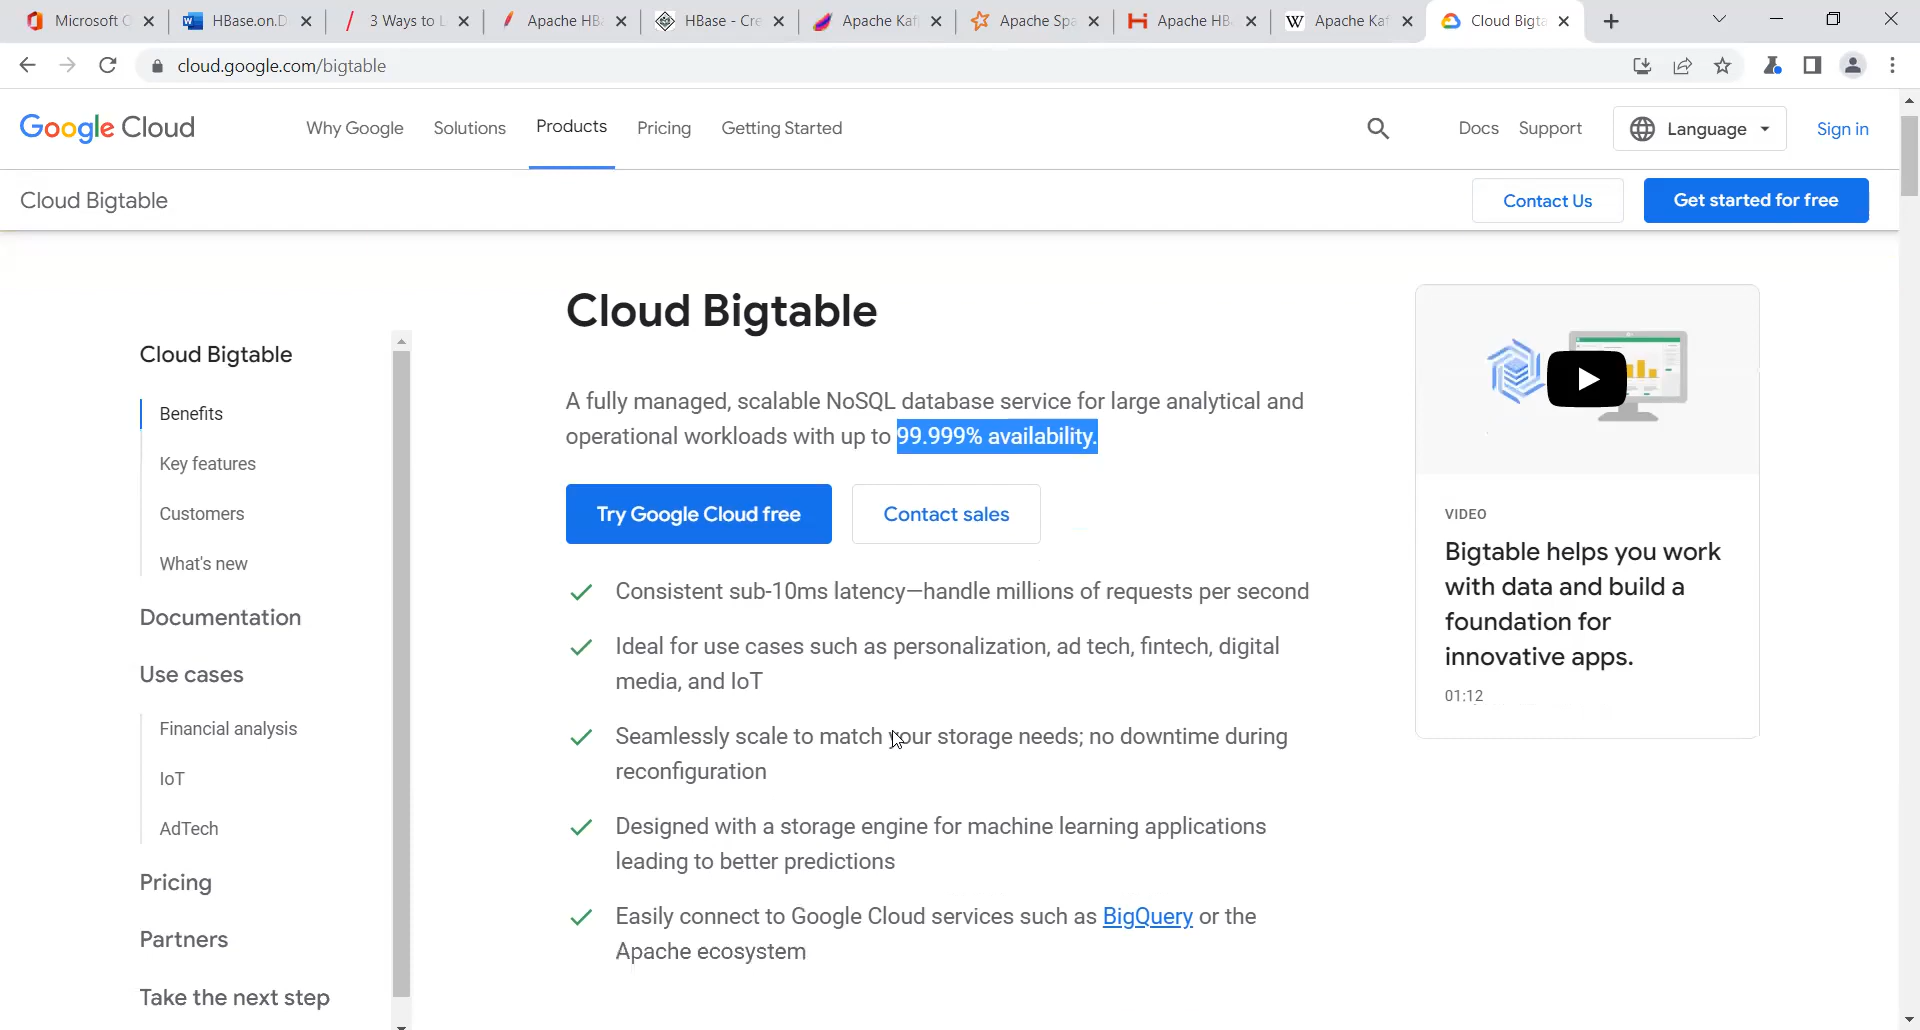 Microsoft O
HBase.on.D
3 Ways to L
Apache HBa
HBase - Cre
Apache Kaf
Apache Spa
Apache HBa
Apache Kaf
Cloud Bigta
cloud.google.com/bigtable
Google Cloud
Why Google
Solutions
Products
Pricing
Getting Started
Docs
Support
Language
Sign in
Cloud Bigtable
Contact Us
Get started for free
Cloud Bigtable
Benefits
Key features
Customers
What's new
Documentation
Use cases
Financial analysis
IoT
AdTech
Pricing
Partners
Take the next step
Cloud Bigtable
A fully managed, scalable NoSQL database service for large analytical and
operational workloads with up to 99.999% availability.
Try Google Cloud free
Contact sales
Consistent sub-10ms latency—handle millions of requests per second
Ideal for use cases such as personalization, ad tech, fintech, digital
media, and IoT
Seamlessly scale to match your storage needs; no downtime during
reconfiguration
Designed with a storage engine for machine learning applications
leading to better predictions
Easily connect to Google Cloud services such as BigQuery or the
Apache ecosystem
VIDEO
Bigtable helps you work
with data and build a
foundation for
innovative apps.
01:12